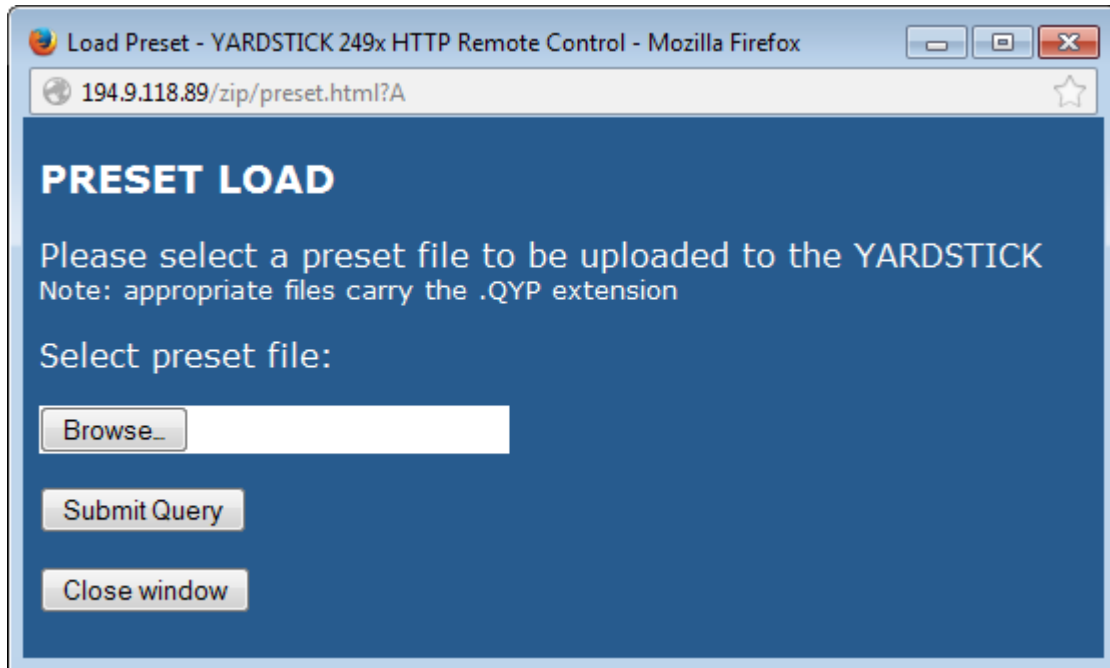 Load Preset - YARDSTICK 249x HTTP Remote Control - Mozilla Firefox
194.9.118.89/zip/preset.html?A
PRESET LOAD
Please select a preset file to be uploaded to the YARDSTICK
Note: appropriate files carry the .QYP extension
Select preset file:
Browse…
Submit Query
Close window